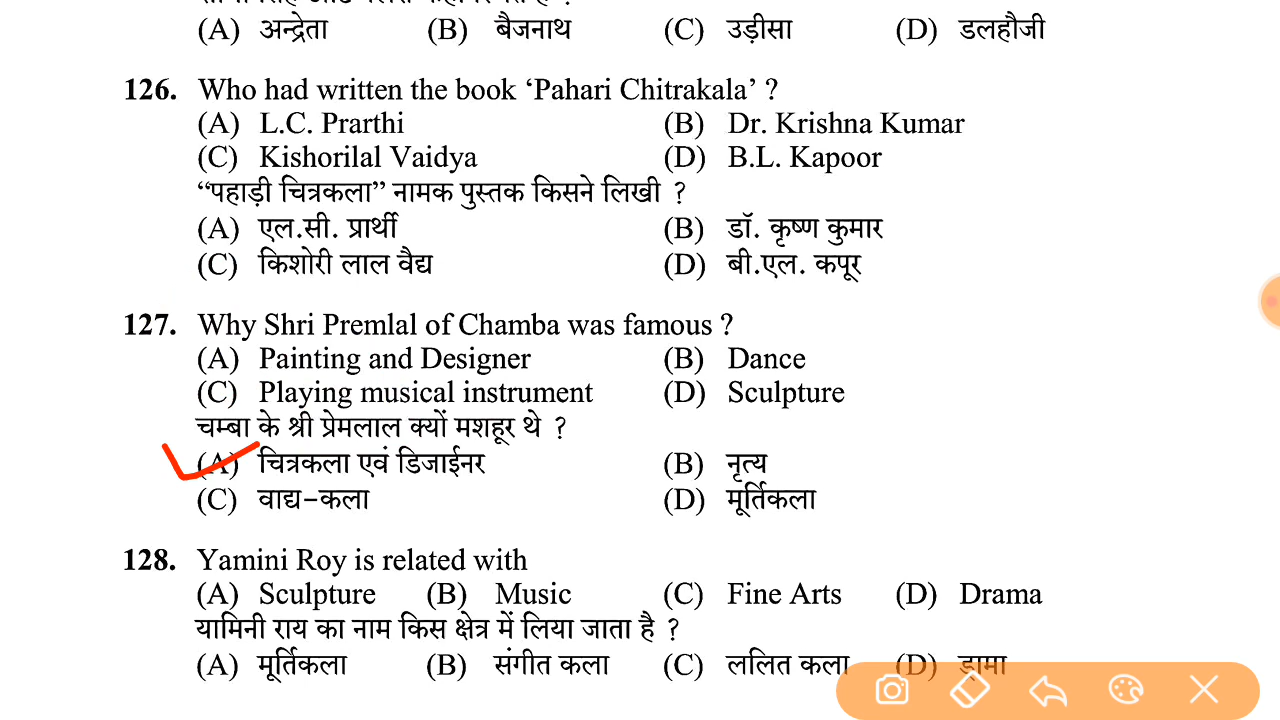 (A) अन्द्रेता (B) बैजनाथ (C) उड़ीसा (D) डलहौजी
126. Who had written the book ‘Pahari Chitrakala’ ?
(A) L.C. Prarthi (B) Dr. Krishna Kumar
(C) Kishorilal Vaidya (D) B.L. Kapoor
“पहाड़ी चित्रकला” नामक पुस्तक किसने लिखी ?
(A) एल.सी. प्रार्थी (B) डॉ. कृष्ण कुमार
(C) किशोरी लाल वैद्य (D) बी.एल. कपूर
127. Why Shri Premlal of Chamba was famous ?
(A) Painting and Designer (B) Dance
(C) Playing musical instrument (D) Sculpture
चम्बा के श्री प्रेमलाल क्यों मशहूर थे ?
(A) चित्रकला एवं डिजाईनर (B) नृत्य
(C) वाद्य-कला (D) मूर्तिकला
128. Yamini Roy is related with
(A) Sculpture (B) Music (C) Fine Arts (D) Drama
यामिनी राय का नाम किस क्षेत्र में लिया जाता है ?
(A) मूर्तिकला (B) संगीत कला (C) ललित कला (D) ड्रामा